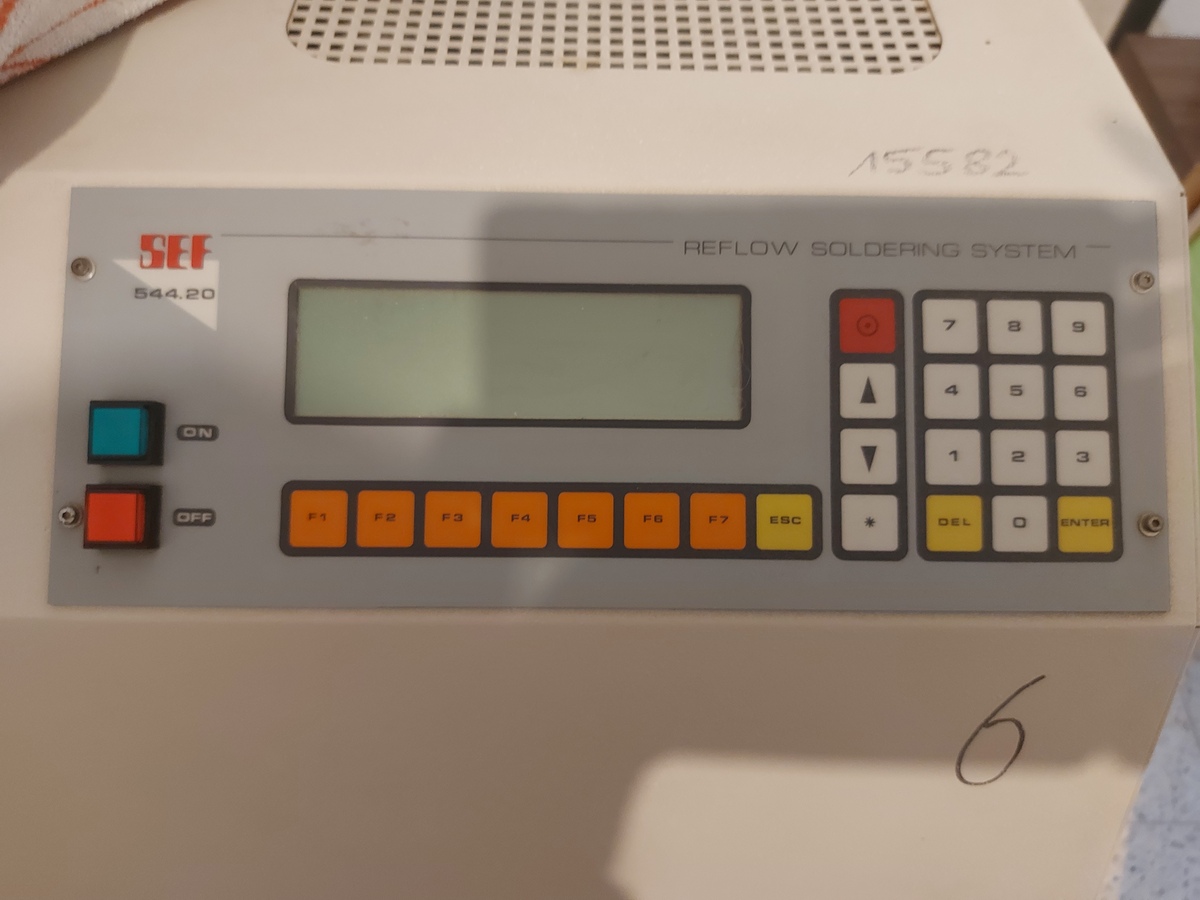 15582
SEF
REFLOW SOLDERING SYSTEM
544.20
7 8 9
4 5 6
ON
1 2 3
OFF
F1 F2 F3 F4 F5 F6 F7 ESC
* DEL 0 ENTER
6